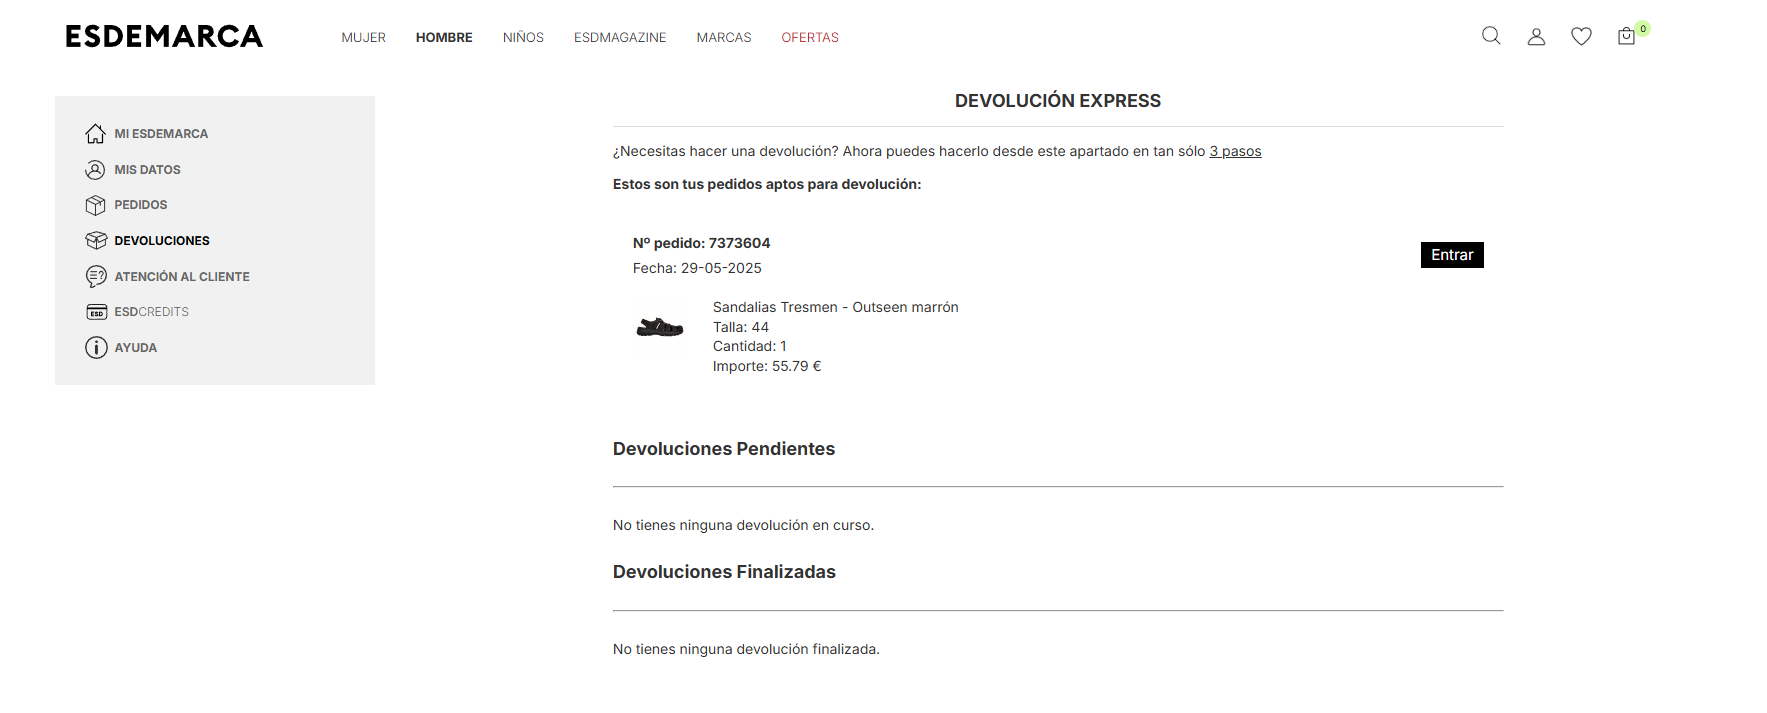 ESDEMARCA
MUJER HOMBRE NIÑOS ESDMAGAZINE MARCAS OFERTAS
0
MI ESDEMARCA
MIS DATOS
PEDIDOS
DEVOLUCIONES
ATENCIÓN AL CLIENTE
ESD ESDCREDITS
AYUDA
DEVOLUCIÓN EXPRESS
¿Necesitas hacer una devolución? Ahora puedes hacerlo desde este apartado en tan sólo 3 pasos
Estos son tus pedidos aptos para devolución:
Nº pedido: 7373604
Entrar
Fecha: 29-05-2025
Sandalias Tresmen - Outseen marrón
Talla: 44
Cantidad: 1
Importe: 55.79 €
Devoluciones Pendientes
No tienes ninguna devolución en curso.
Devoluciones Finalizadas
No tienes ninguna devolución finalizada.